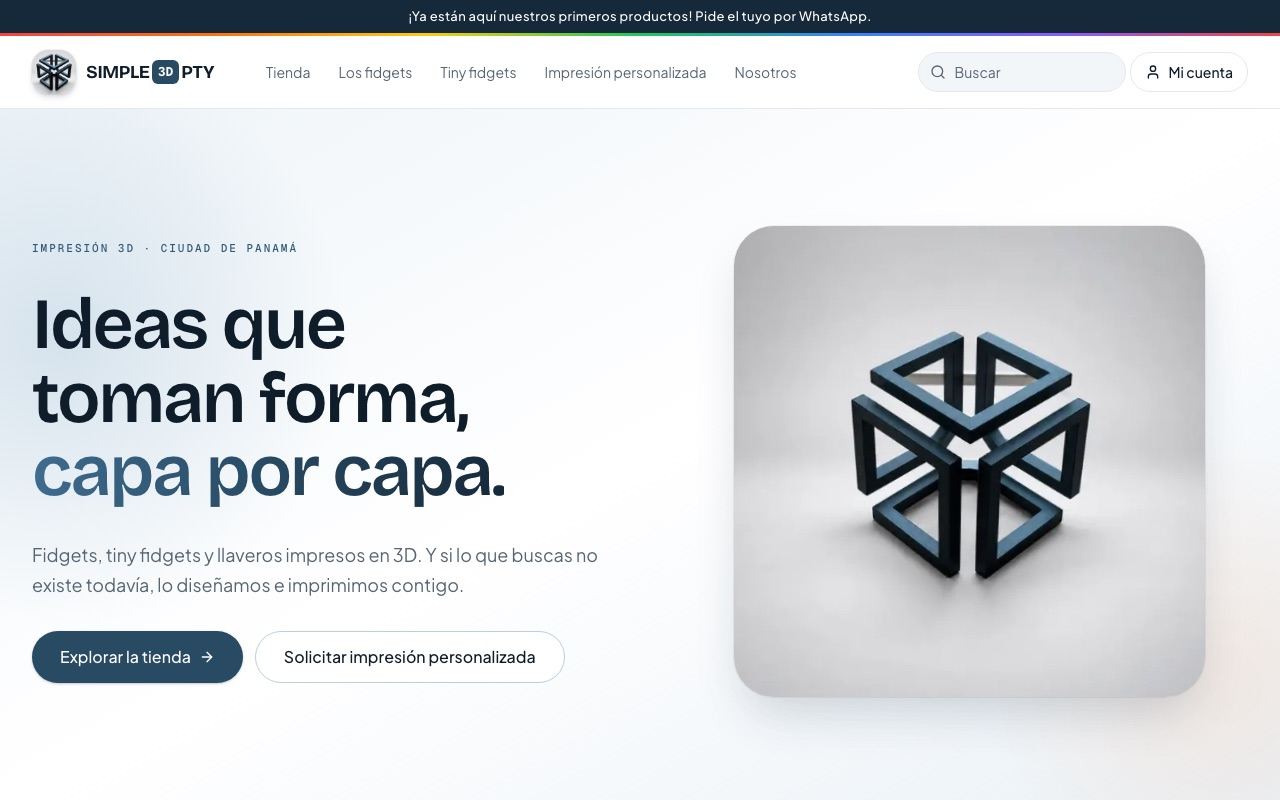 ¡Ya están aquí nuestros primeros productos! Pide el tuyo por WhatsApp.
SIMPLE 3D PTY
Tienda
Los fidgets
Tiny fidgets
Impresión personalizada
Nosotros
Buscar
Mi cuenta
IMPRESIÓN 3D · CIUDAD DE PANAMÁ
Ideas que
toman forma,
capa por capa.
Fidgets, tiny fidgets y llaveros impresos en 3D. Y si lo que buscas no
existe todavía, lo diseñamos e imprimimos contigo.
Explorar la tienda →
Solicitar impresión personalizada